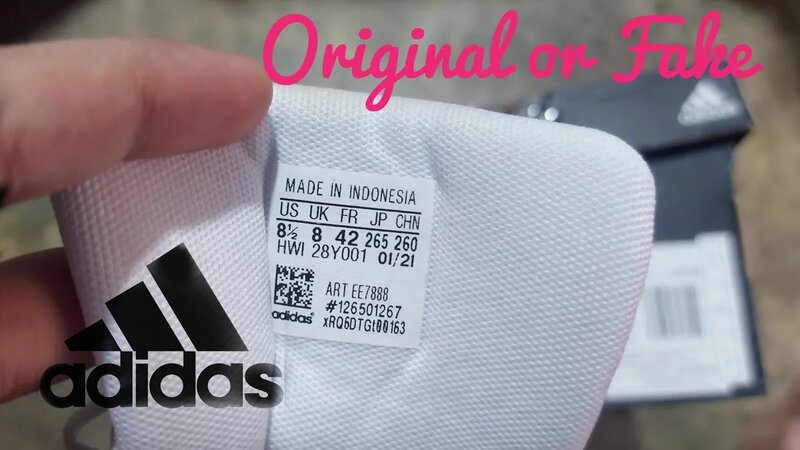 Original or Fake
MADE IN INDONESIA
US UK FR JP CHN
8½ 8 42 265 260
HWI 28Y001 01/21
ART EE7888
#126501267
xRQ6DTGt00163
adidas®
adidas